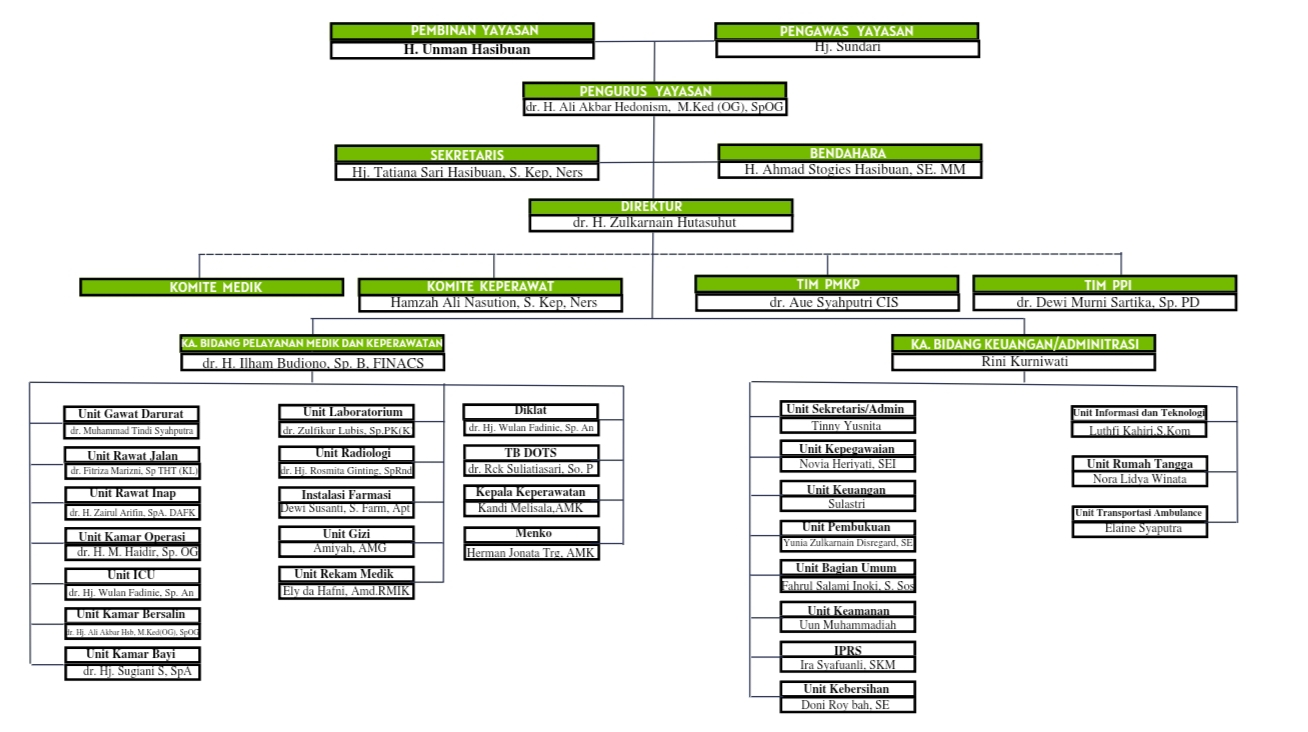 PEMBINAN YAYASAN
H. Unman Hasibuan
PENGAWAS YAYASAN
Hj. Sundari
PENGURUS YAYASAN
dr. H. Ali Akbar Hedonism, M.Ked (OG), SpOG
SEKRETARIS
Hj. Tatiana Sari Hasibuan, S. Kep, Ners
BENDAHARA
H. Ahmad Stogies Hasibuan, SE. MM
DIREKTUR
dr. H. Zulkarnain Hutasuhut
KOMITE MEDIK
KOMITE KEPERAWAT
Hamzah Ali Nasution, S. Kep, Ners
TIM PMKP
dr. Aue Syahputri CIS
TIM PPI
dr. Dewi Murni Sartika, Sp. PD
KA. BIDANG PELAYANAN MEDIK DAN KEPERAWATAN
dr. H. Ilham Budiono, Sp. B, FINACS
KA. BIDANG KEUANGAN/ADMINITRASI
Rini Kurniwati
Unit Gawat Darurat
dr. Muhammad Tindi Syahputra
Unit Rawat Jalan
dr. Fitriza Marizni, Sp THT (KL)
Unit Rawat Inap
dr. H. Zairul Arifin, SpA. DAFK
Unit Kamar Operasi
dr. H. M. Haidir, Sp. OG
Unit ICU
dr. Hj. Wulan Fadinie, Sp. An
Unit Kamar Bersalin
dr. Hj. Ali Akbar Hsb, M.Ked(OG), SpOG
Unit Kamar Bayi
dr. Hj. Sugiani S, SpA
Unit Laboratorium
dr. Zulfikur Lubis, Sp.PK(K
Unit Radiologi
dr. Hj. Rosmita Ginting, SpRnd
Instalasi Farmasi
Dewi Susanti, S. Farm, Apt
Unit Gizi
Amiyah, AMG
Unit Rekam Medik
Ely da Hafni, Amd.RMIK
Diklat
dr. Hj. Wulan Fadinie, Sp. An
TB DOTS
dr. Rck Suliatiasari, So. P
Kepala Keperawatan
Kandi Melisala,AMK
Menko
Herman Jonata Trg, AMK
Unit Sekretaris/Admin
Tinny Yusnita
Unit Kepegawaian
Novia Heriyati, SEI
Unit Keuangan
Sulastri
Unit Pembukuan
Yunia Zulkarnain Disregard, SE
Unit Bagian Umum
Fahrul Salami Inoki, S. Sos
Unit Keamanan
Uun Muhammadiah
IPRS
Ira Syafuanli, SKM
Unit Kebersihan
Doni Roy bah, SE
Unit Informasi dan Teknologi
Luthfi Kahiri,S.Kom
Unit Rumah Tangga
Nora Lidya Winata
Unit Transportasi Ambulance
Elaine Syaputra